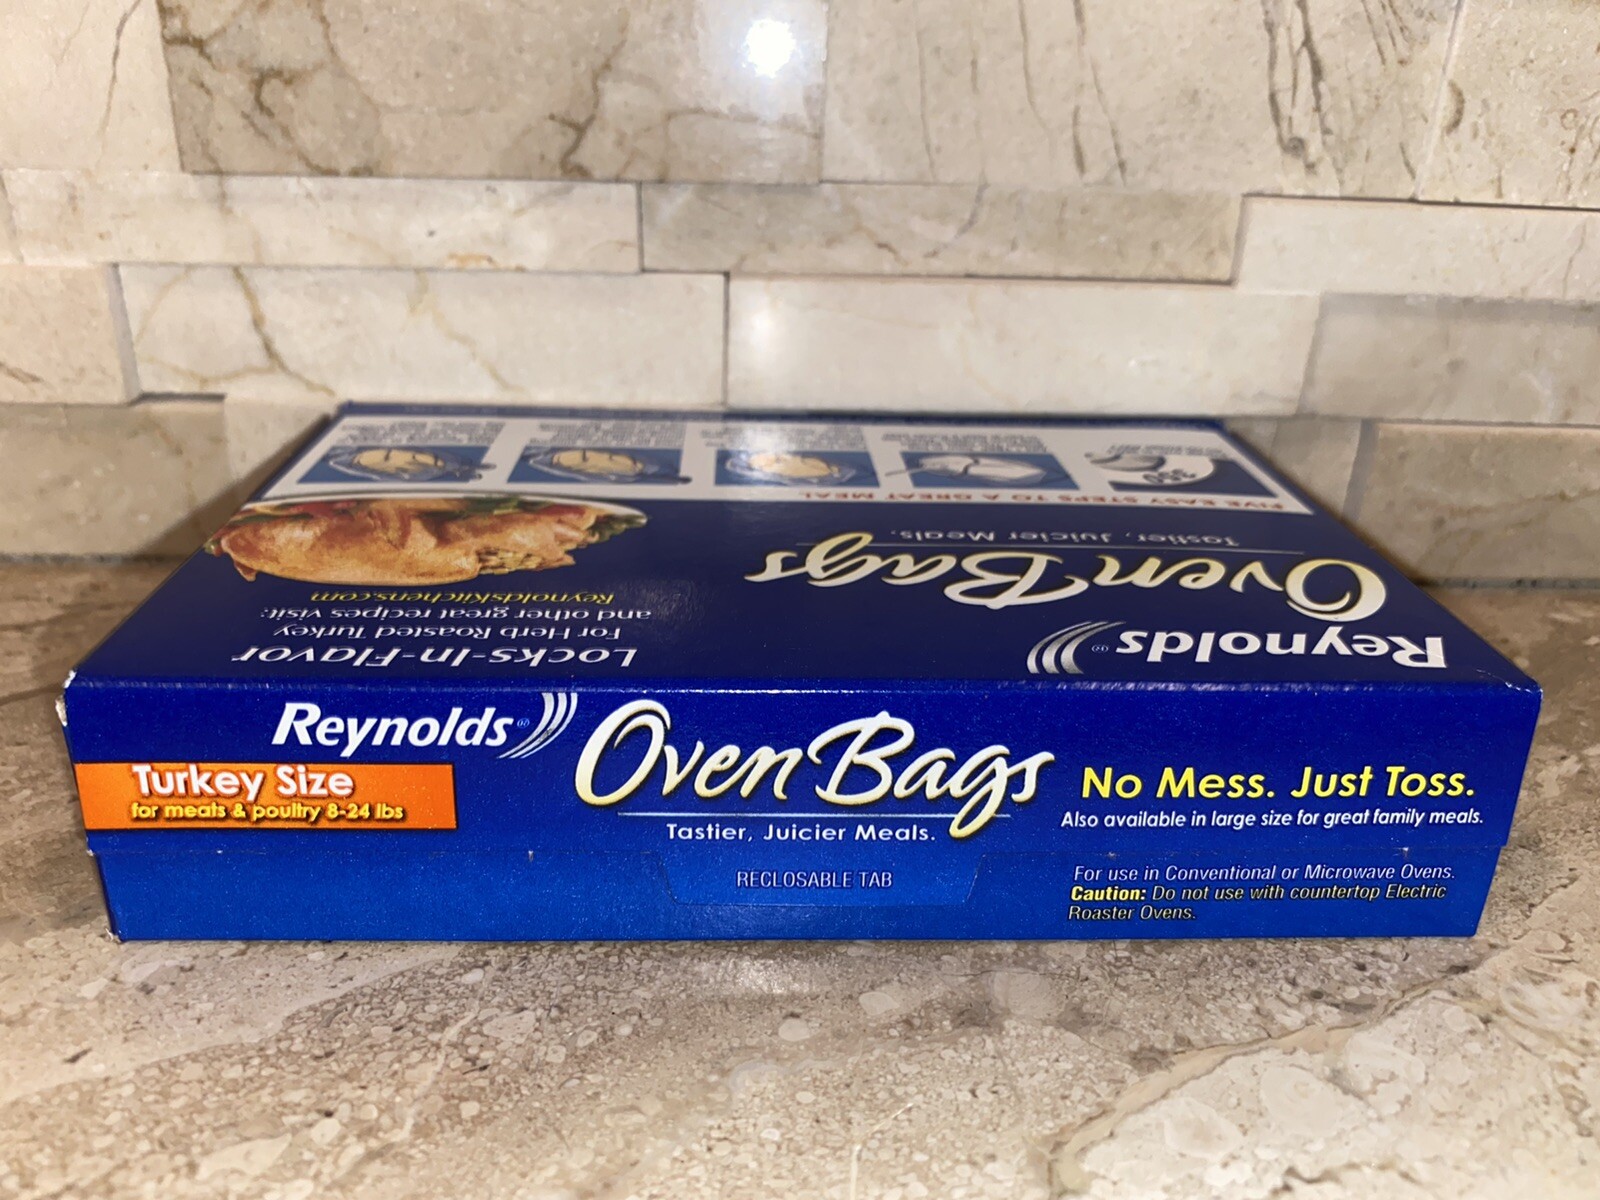 FIVE EASY STEPS TO A GREAT MEAL
Reynolds
Oven Bags
Tastier, Juicier Meals.
Locks-In-Flavor
For Herb Roasted Turkey
and other great recipes visit:
ReynoldsKitchens.com
Reynolds®
Turkey Size
for meats & poultry 8-24 lbs
Oven Bags
Tastier, Juicier Meals.
No Mess. Just Toss.
Also available in large size for great family meals.
RECLOSABLE TAB
For use in Conventional or Microwave Ovens.
Caution: Do not use with countertop Electric
Roaster Ovens.